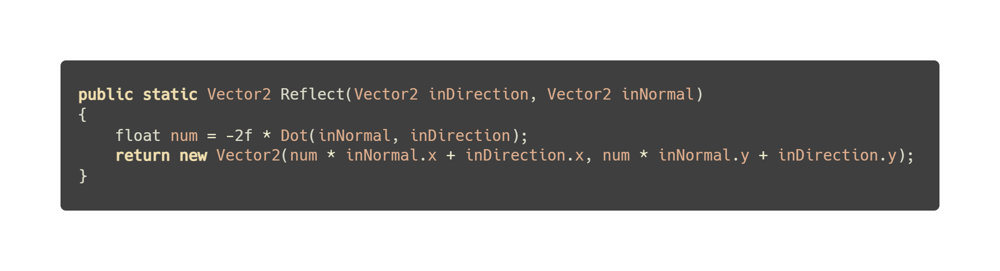 public static Vector2 Reflect(Vector2 inDirection, Vector2 inNormal)
{
    float num = -2f * Dot(inNormal, inDirection);
    return new Vector2(num * inNormal.x + inDirection.x, num * inNormal.y + inDirection.y);
}